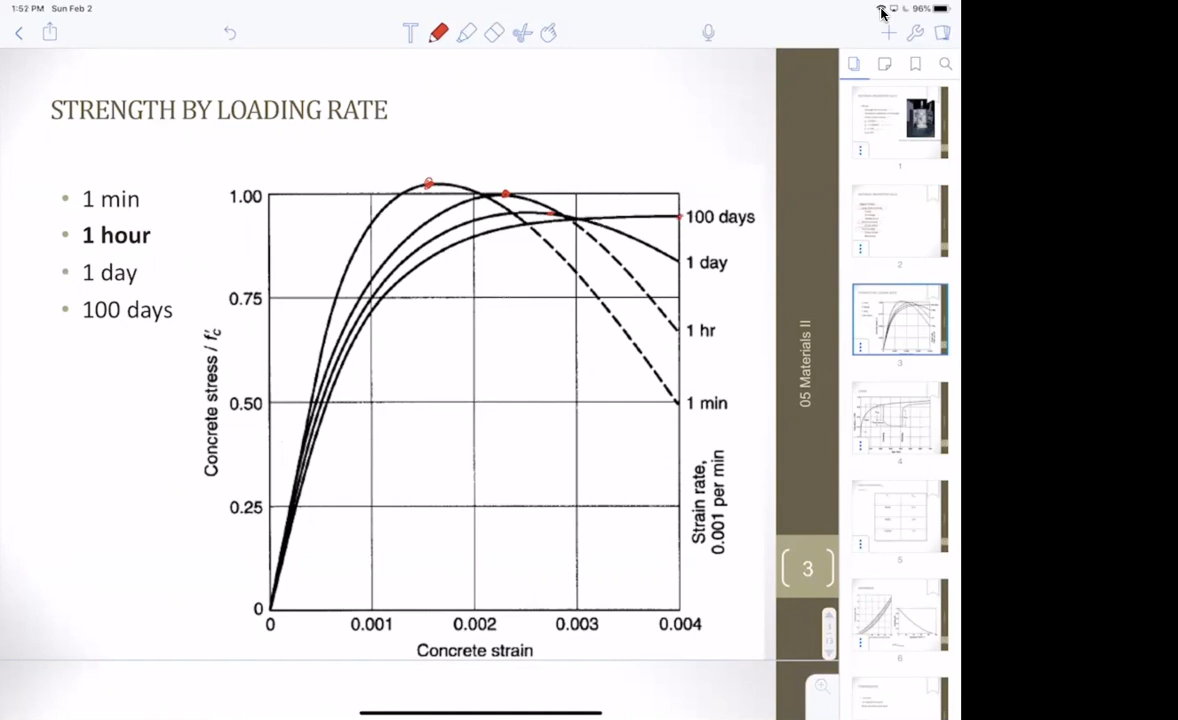 1:52 PM Sun Feb 2
96%
STRENGTH BY LOADING RATE
• 1 min
• 1 hour
• 1 day
• 100 days
1.00
0.75
0.50
0.25
0
0 0.001 0.002 0.003 0.004
Concrete stress / f'c
Concrete strain
100 days
1 day
1 hr
1 min
Strain rate,
0.001 per min
05 Materials II
3
1
2
3
4
5
6